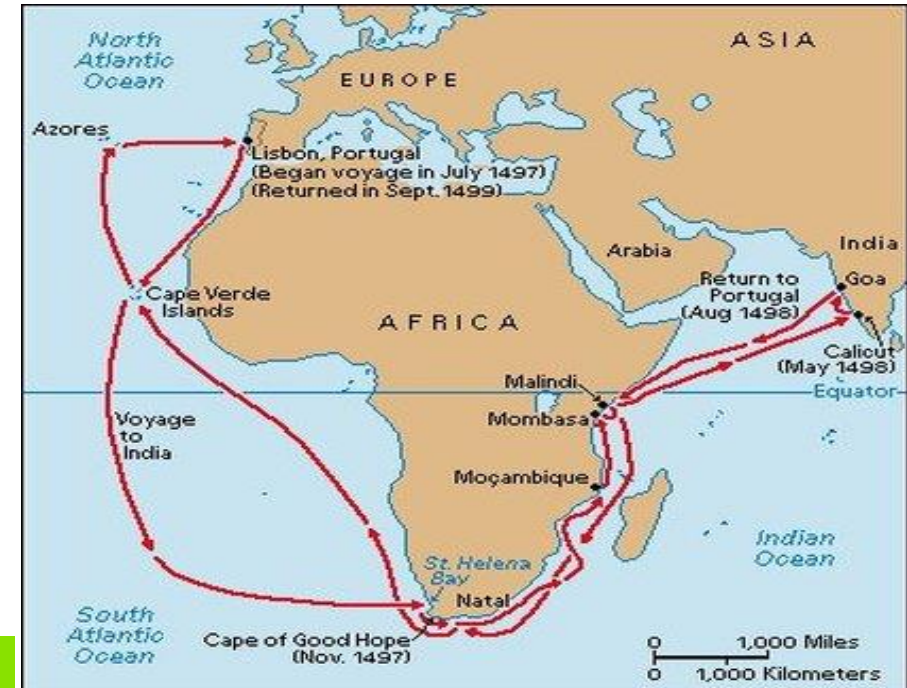 North
Atlantic
Ocean
ASIA
EUROPE
Azores
Lisbon, Portugal
(Began voyage in July 1497)
(Returned in Sept. 1499)
Arabia
India
Return to
Portugal
(Aug 1498)
Goa
Cape Verde
Islands
AFRICA
Calicut
(May 1498)
Malindi
Equator
Mombasa
Voyage
to
India
Moçambique
Indian
Ocean
St. Helena
Bay
Natal
South
Atlantic
Ocean
Cape of Good Hope
(Nov. 1497)
0 1,000 Miles
0 1,000 Kilometers